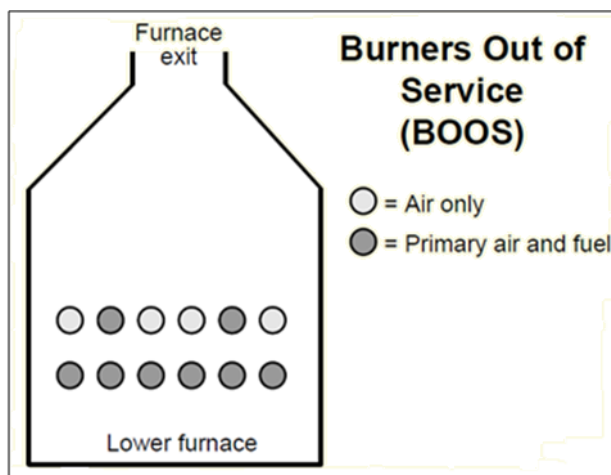 Furnace
exit
Burners Out of
Service
(BOOS)
= Air only
= Primary air and fuel
Lower furnace